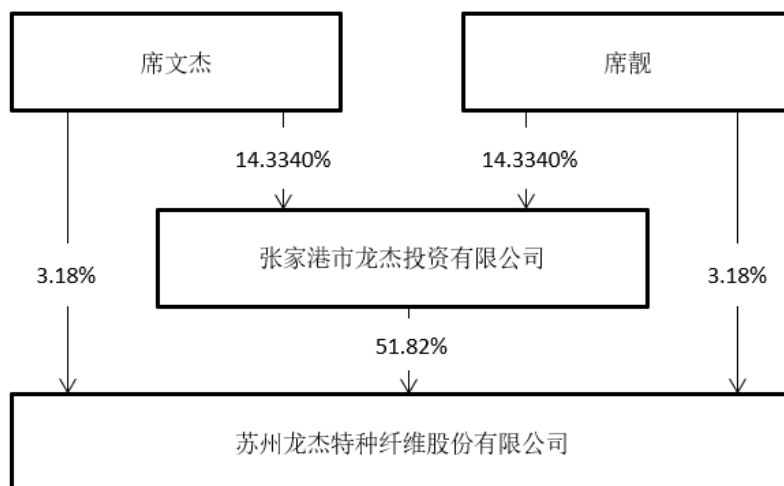 席文杰
席靓
14.3340%
14.3340%
张家港市龙杰投资有限公司
3.18%
3.18%
51.82%
苏州龙杰特种纤维股份有限公司